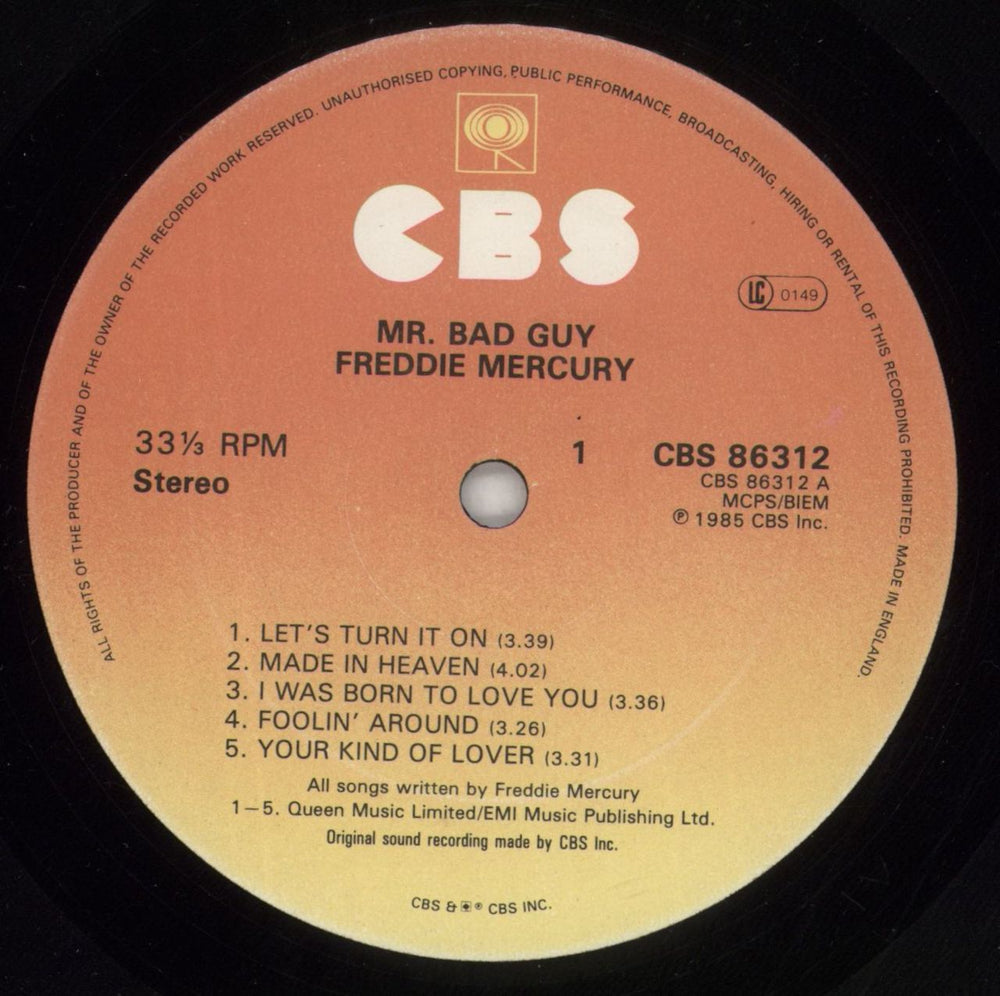 ALL RIGHTS OF THE PRODUCER AND OF THE OWNER OF THE RECORDED WORK RESERVED. UNAUTHORISED COPYING, PUBLIC PERFORMANCE, BROADCASTING, HIRING OR RENTAL OF THIS RECORDING PROHIBITED. MADE IN ENGLAND.
CBS
LC 0149
MR. BAD GUY
FREDDIE MERCURY
33⅓ RPM
Stereo
1
CBS 86312
CBS 86312 A
MCPS/BIEM
℗ 1985 CBS Inc.
1. LET'S TURN IT ON (3.39)
2. MADE IN HEAVEN (4.02)
3. I WAS BORN TO LOVE YOU (3.36)
4. FOOLIN' AROUND (3.26)
5. YOUR KIND OF LOVER (3.31)
All songs written by Freddie Mercury
1–5. Queen Music Limited/EMI Music Publishing Ltd.
Original sound recording made by CBS Inc.
CBS & ® CBS INC.